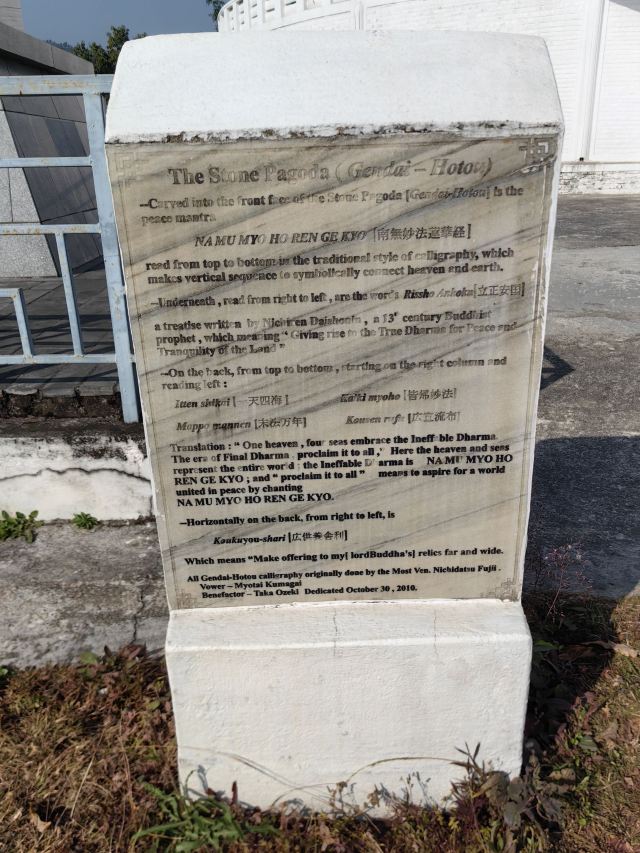 The Stone Pagoda ( Gendai – Hotou)
–Carved into the front face of the Stone Pagoda [Gendai-Hotou] is the
peace mantra
NA MU MYO HO REN GE KYO [南無妙法蓮華経]
read from top to bottom in the traditional style of calligraphy, which
makes vertical sequence to symbolically connect heaven and earth.
–Underneath , read from right to left , are the words Rissho Ankoku[立正安国]
a treatise written by Nichiren Daishonin , a 13 century Buddhist
prophet , which meaning " Giving rise to the True Dharma for Peace and
Tranquility of the Land "
–On the back, from top to bottom , starting on the right column and
reading left :
Itten shikai [一天四海 ] Kaiki myoho [皆帰妙法]
Mappo mannen [末法万年] Kousen rufu [広宣流布]
Translation : " One heaven , four seas embrace the Ineffable Dharma
The era of Final Dharma , proclaim it to all ," Here the heaven and seas
represent the entire world : the Ineffable Dharma is NA MU MYO HO
REN GE KYO ; and " proclaim it to all " means to aspire for a world
united in peace by chanting
NA MU MYO HO REN GE KYO.
–Horizontally on the back, from right to left, is
Koukuyou-shari [広供養舎利]
Which means "Make offering to my[ lordBuddha's] relics far and wide.
All Gendai-Hotou calligraphy originally done by the Most Ven. Nichidatsu Fujii .
Vower – Myotai Kumagai
Benefactor – Taka Ozeki Dedicated October 30 , 2010.